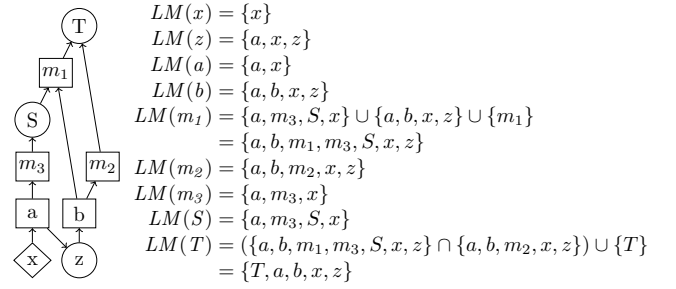 T
m₁
S
m₃
m₂
a
b
x
z
LM(x) = {x}
LM(z) = {a, x, z}
LM(a) = {a, x}
LM(b) = {a, b, x, z}
LM(m₁) = {a, m₃, S, x} ∪ {a, b, x, z} ∪ {m₁}
= {a, b, m₁, m₃, S, x, z}
LM(m₂) = {a, b, m₂, x, z}
LM(m₃) = {a, m₃, x}
LM(S) = {a, m₃, S, x}
LM(T) = ({a, b, m₁, m₃, S, x, z} ∩ {a, b, m₂, x, z}) ∪ {T}
= {T, a, b, x, z}